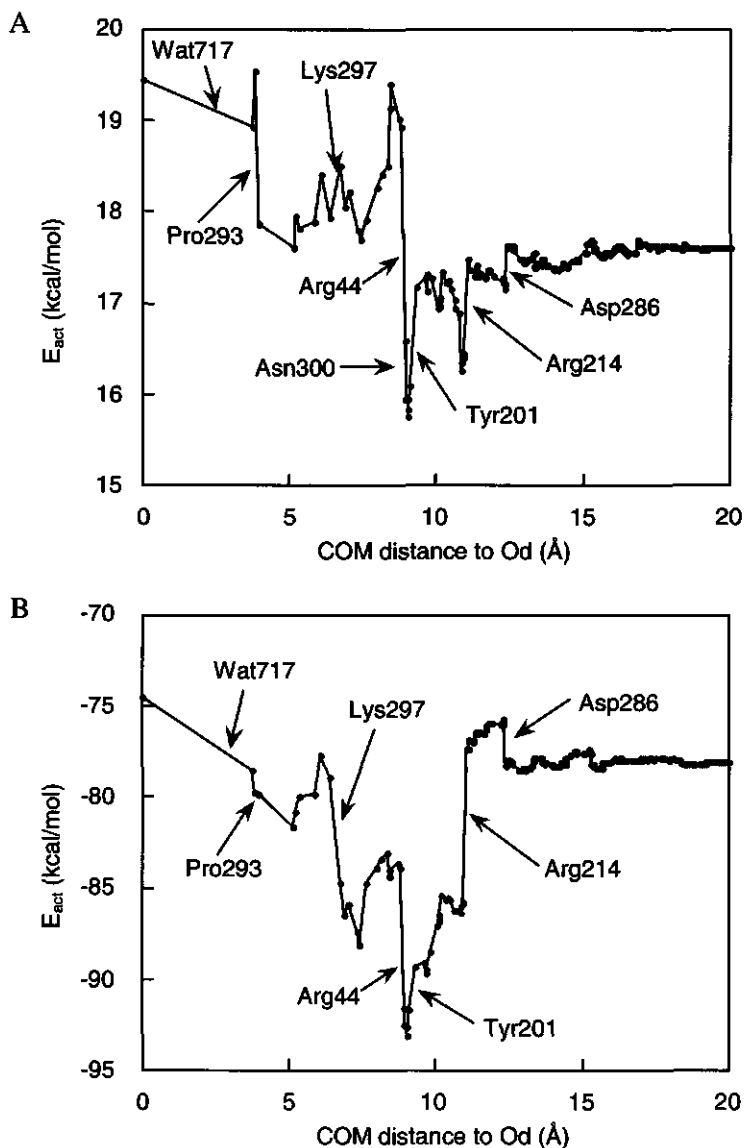 A
20
19
18
17
16
15
E_act (kcal/mol)
Wat717
Lys297
Pro293
Arg44
Asn300
Asp286
Arg214
Tyr201
0
5
10
15
20
COM distance to Od (Å)
B
-70
-75
-80
-85
-90
-95
E_act (kcal/mol)
Wat717
Lys297
Asp286
Pro293
Arg214
Arg44
Tyr201
0
5
10
15
20
COM distance to Od (Å)